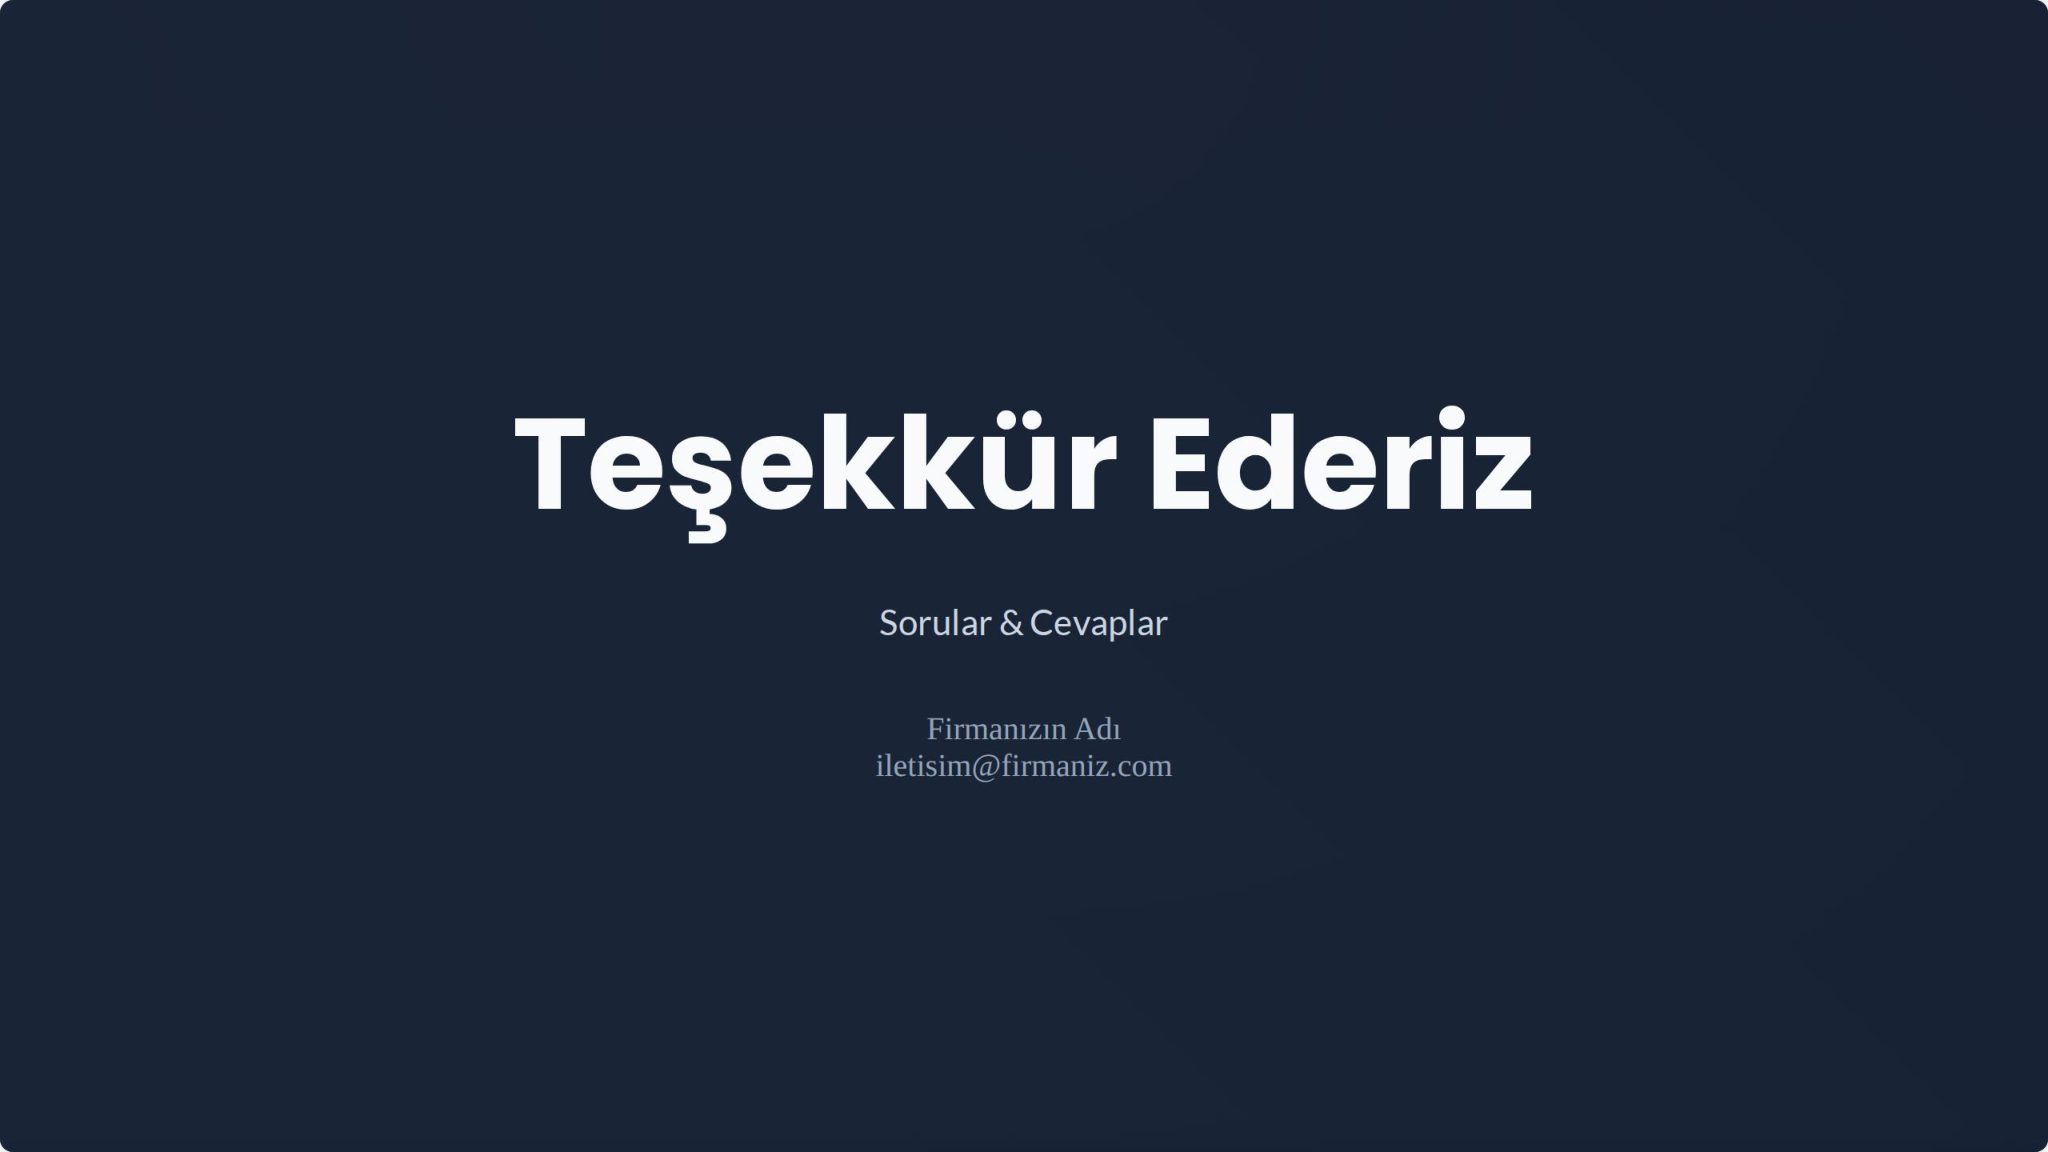 Teşekkür Ederiz
Sorular & Cevaplar
Firmanızın Adı
iletisim@firmaniz.com